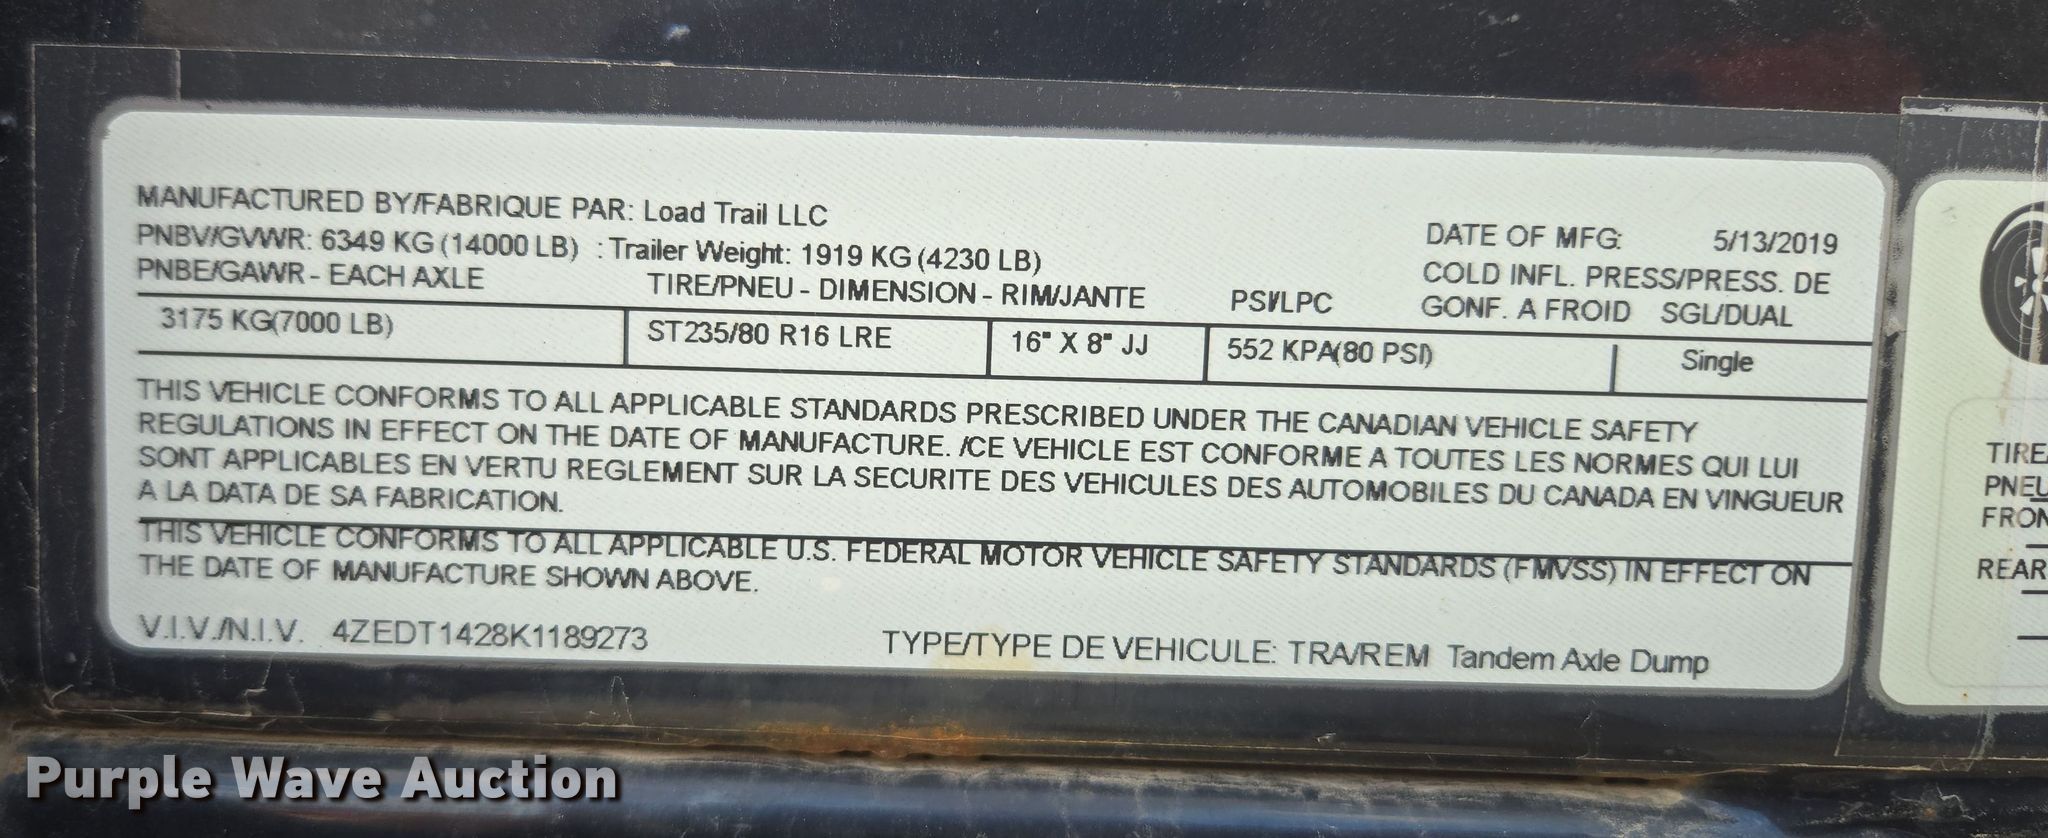 MANUFACTURED BY/FABRIQUE PAR: Load Trail LLC
PNBV/GVWR: 6349 KG (14000 LB) : Trailer Weight: 1919 KG (4230 LB)
DATE OF MFG: 5/13/2019
PNBE/GAWR - EACH AXLE TIRE/PNEU - DIMENSION - RIM/JANTE PSI/LPC
COLD INFL. PRESS/PRESS. DE
GONF. A FROID SGL/DUAL
3175 KG(7000 LB) ST235/80 R16 LRE 16" X 8" JJ 552 KPA(80 PSI) Single
THIS VEHICLE CONFORMS TO ALL APPLICABLE STANDARDS PRESCRIBED UNDER THE CANADIAN VEHICLE SAFETY
REGULATIONS IN EFFECT ON THE DATE OF MANUFACTURE. /CE VEHICLE EST CONFORME A TOUTES LES NORMES QUI LUI
SONT APPLICABLES EN VERTU REGLEMENT SUR LA SECURITE DES VEHICULES DES AUTOMOBILES DU CANADA EN VINGUEUR
A LA DATA DE SA FABRICATION.
THIS VEHICLE CONFORMS TO ALL APPLICABLE U.S. FEDERAL MOTOR VEHICLE SAFETY STANDARDS (FMVSS) IN EFFECT ON
THE DATE OF MANUFACTURE SHOWN ABOVE.
V.I.V./N.I.V. 4ZEDT1428K1189273 TYPE/TYPE DE VEHICULE: TRA/REM Tandem Axle Dump
TIRE
PNEU
FRON
REAR
Purple Wave Auction